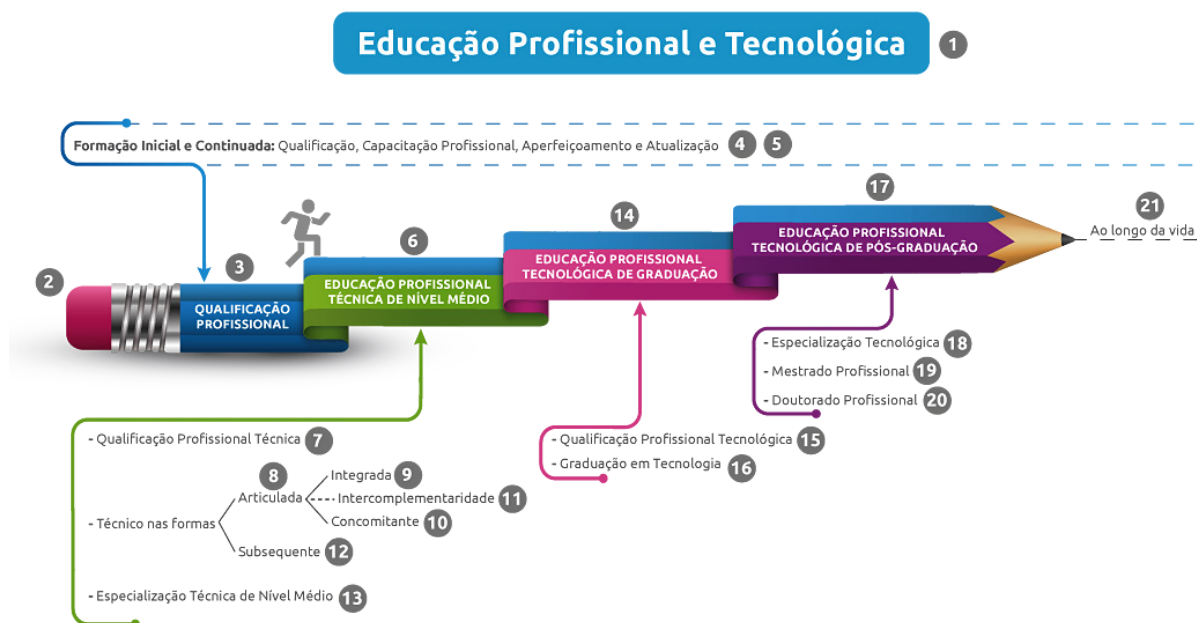 Educação Profissional e Tecnológica 1
Formação Inicial e Continuada: Qualificação, Capacitação Profissional, Aperfeiçoamento e Atualização 4 5
2
3
QUALIFICAÇÃO
PROFISSIONAL
6
EDUCAÇÃO PROFISSIONAL
TÉCNICA DE NÍVEL MÉDIO
14
EDUCAÇÃO PROFISSIONAL
TECNOLÓGICA DE GRADUAÇÃO
17
EDUCAÇÃO PROFISSIONAL
TECNOLÓGICA DE PÓS-GRADUAÇÃO
21
Ao longo da vida
- Qualificação Profissional Técnica 7
- Técnico nas formas
8
Articulada
Integrada 9
Intercomplementaridade 11
Concomitante 10
Subsequente 12
- Especialização Técnica de Nível Médio 13
- Qualificação Profissional Tecnológica 15
- Graduação em Tecnologia 16
- Especialização Tecnológica 18
- Mestrado Profissional 19
- Doutorado Profissional 20